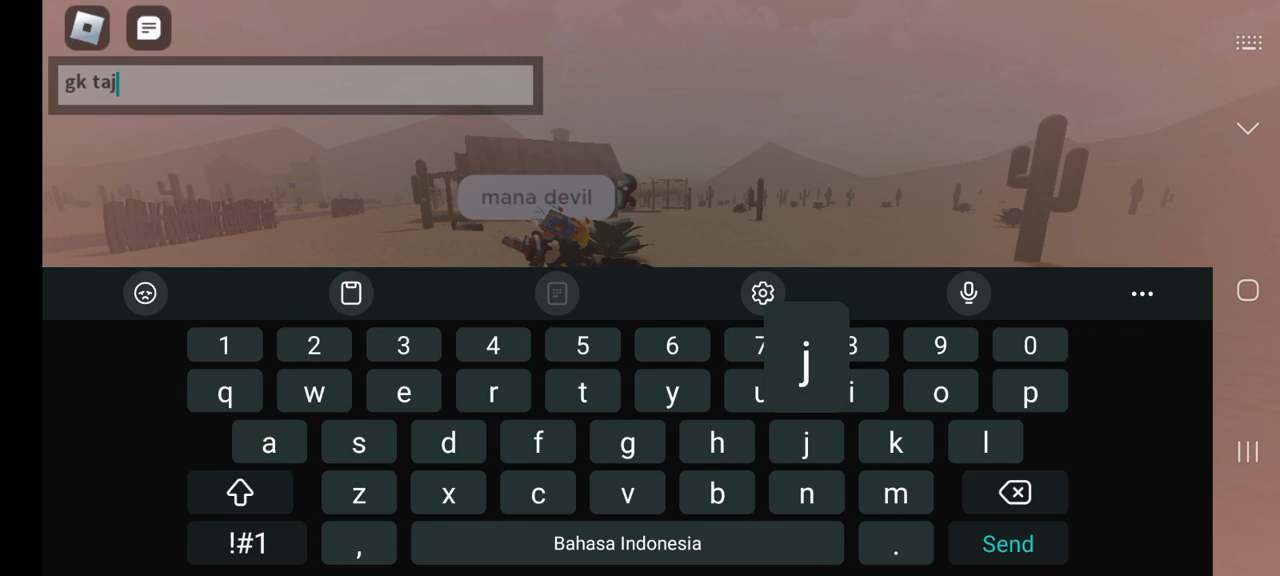 gk taj
mana devil
j
1 2 3 4 5 6 7 8 9 0
q w e r t y u i o p
a s d f g h j k l
z x c v b n m
!#1 , Bahasa Indonesia . Send